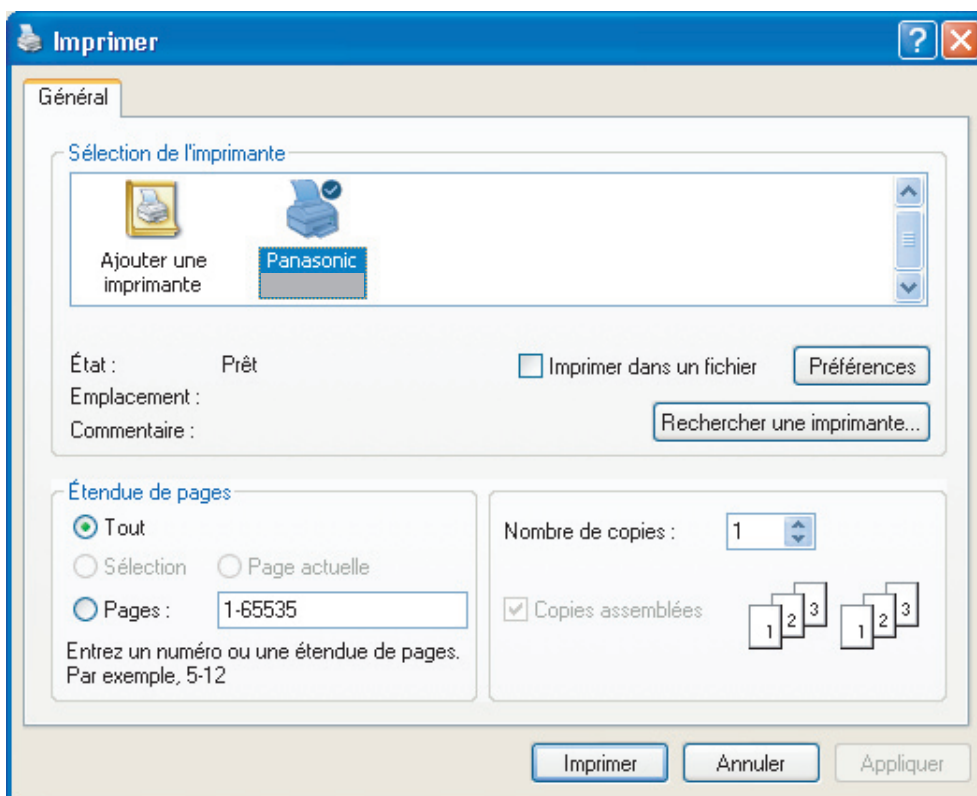 Imprimer
Général
Sélection de l'imprimante
Ajouter une
imprimante
Panasonic
État : Prêt
Imprimer dans un fichier
Préférences
Emplacement :
Commentaire :
Rechercher une imprimante...
Étendue de pages
Tout
Sélection Page actuelle
Pages : 1-65535
Entrez un numéro ou une étendue de pages.
Par exemple, 5-12
Nombre de copies : 1
Copies assemblées
1 2 3 1 2 3
Imprimer Annuler Appliquer